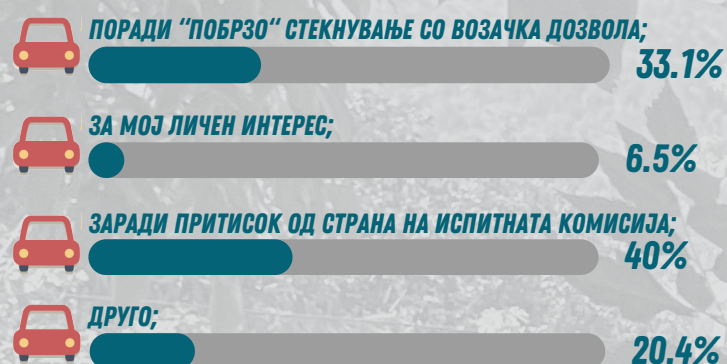 ПОРАДИ “ПОБРЗО“ СТЕКНУВАЊЕ СО ВОЗАЧКА ДОЗВОЛА;
33.1%
ЗА МОЈ ЛИЧЕН ИНТЕРЕС;
6.5%
ЗАРАДИ ПРИТИСОК ОД СТРАНА НА ИСПИТНАТА КОМИСИЈА;
40%
ДРУГО;
20.4%